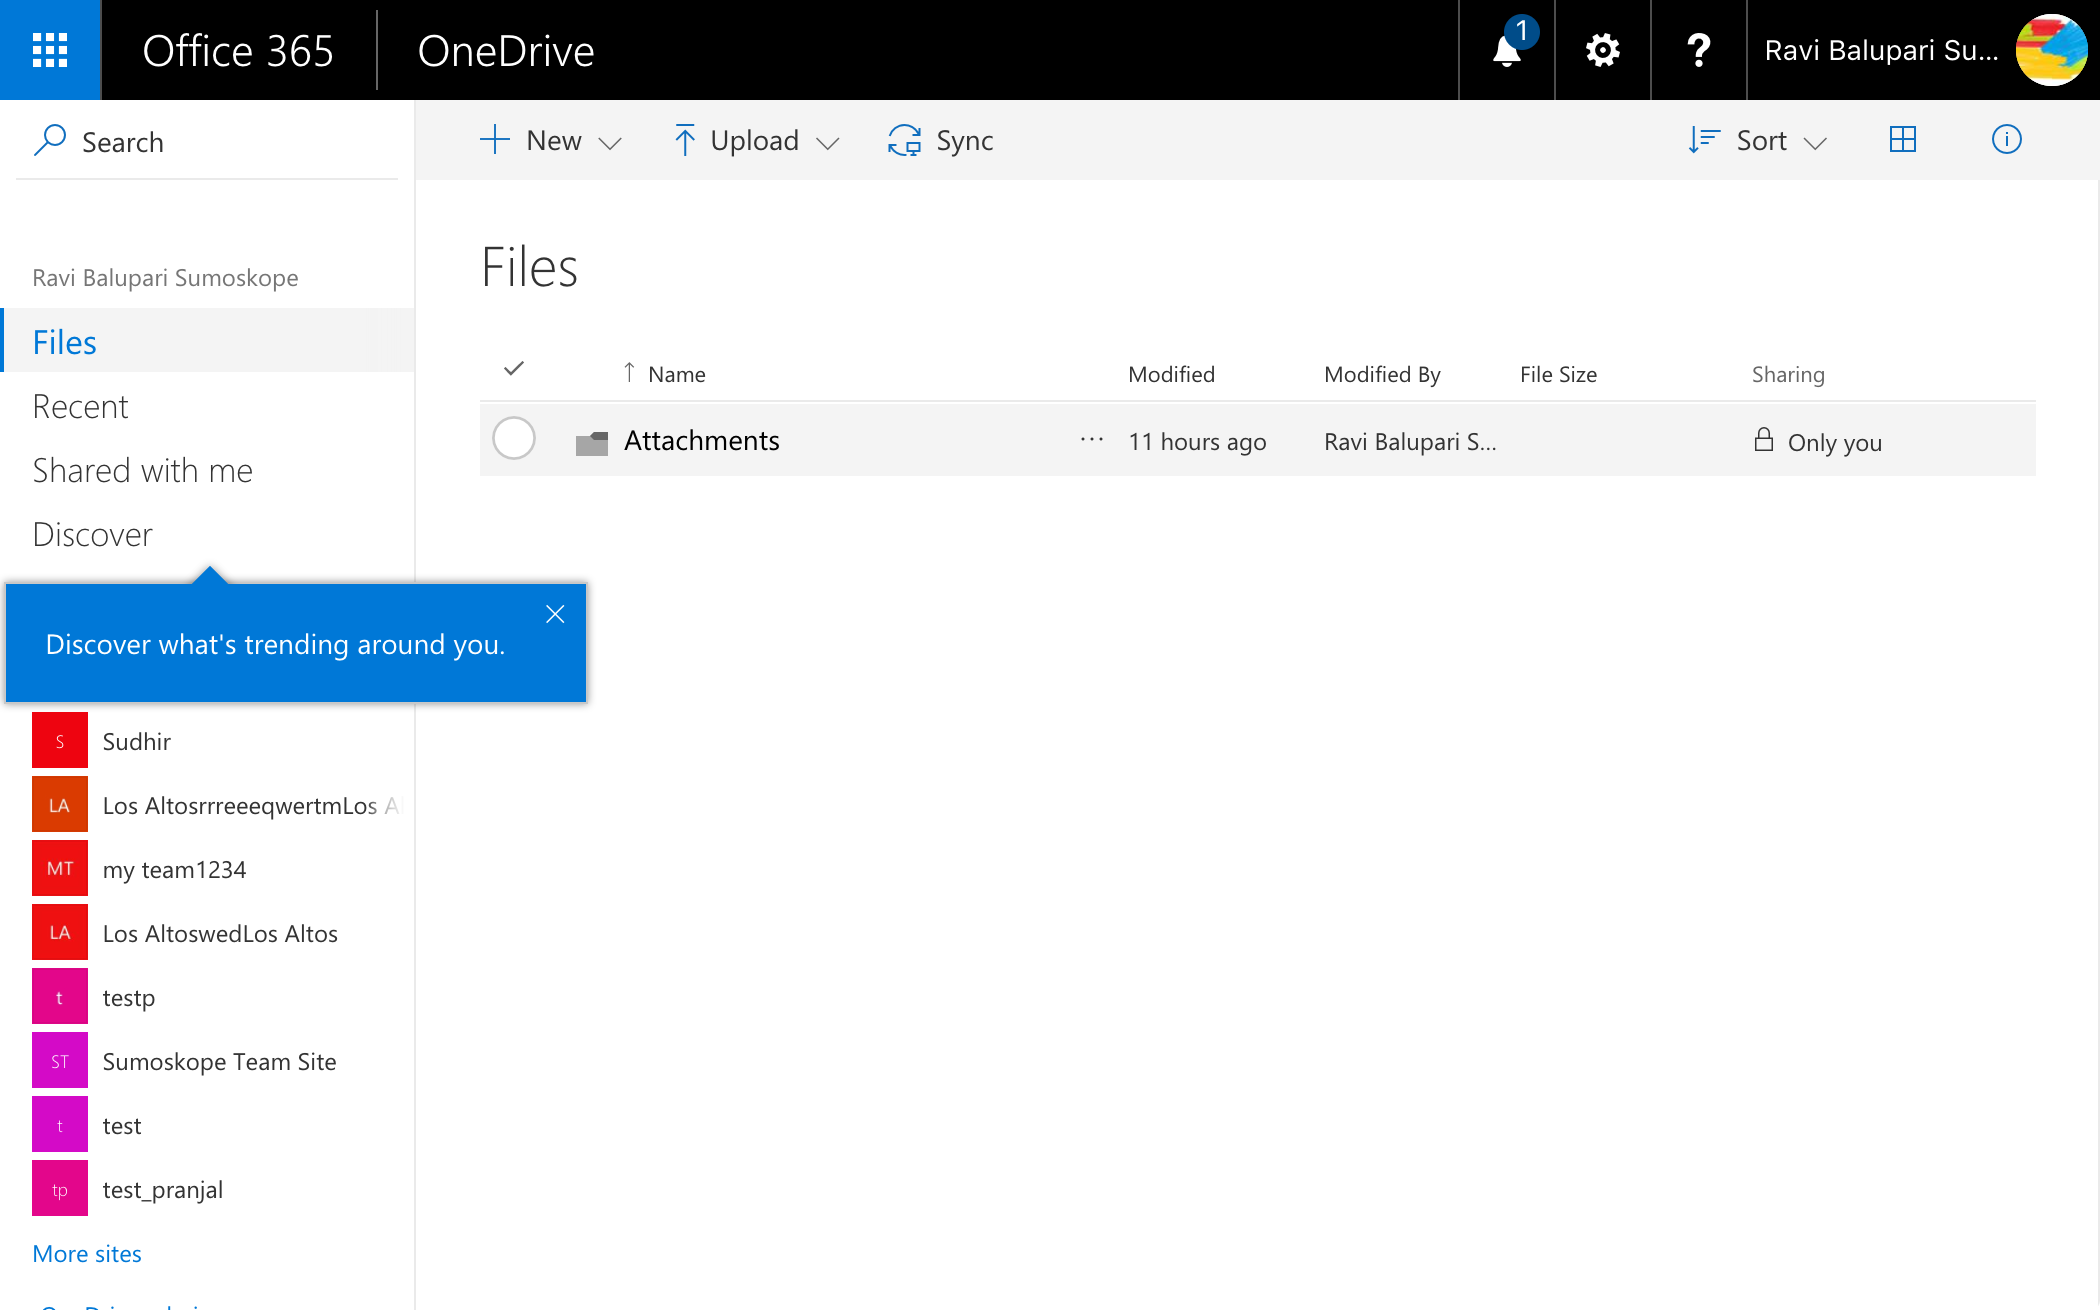 Office 365
OneDrive
1
Ravi Balupari Su...
Search
New
Upload
Sync
Sort
Ravi Balupari Sumoskope
Files
Recent
Shared with me
Discover
Discover what's trending around you.
S Sudhir
LA Los AltosrrreeeqwertmLos A
MT my team1234
LA Los AltoswedLos Altos
t testp
ST Sumoskope Team Site
t test
tp test_pranjal
More sites
Files
Name Modified Modified By File Size Sharing
Attachments ... 11 hours ago Ravi Balupari S... Only you